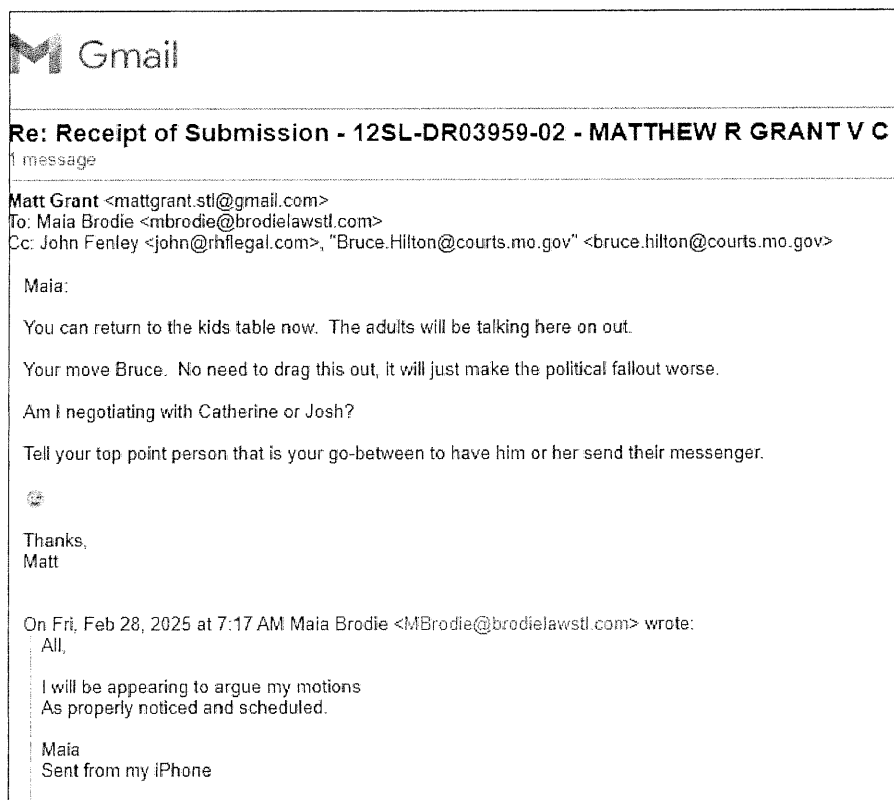 Gmail
Re: Receipt of Submission - 12SL-DR03959-02 - MATTHEW R GRANT V C
1 message
Matt Grant <mattgrant.stl@gmail.com>
To: Maia Brodie <mbrodie@brodielawstl.com>
Cc: John Fenley <john@rhflegal.com>, "Bruce.Hilton@courts.mo.gov" <bruce.hilton@courts.mo.gov>
Maia:
You can return to the kids table now. The adults will be talking here on out.
Your move Bruce. No need to drag this out, it will just make the political fallout worse.
Am I negotiating with Catherine or Josh?
Tell your top point person that is your go-between to have him or her send their messenger.
Thanks,
Matt
On Fri, Feb 28, 2025 at 7:17 AM Maia Brodie <MBrodie@brodielawstl.com> wrote:
All,
I will be appearing to argue my motions
As properly noticed and scheduled.
Maia
Sent from my iPhone